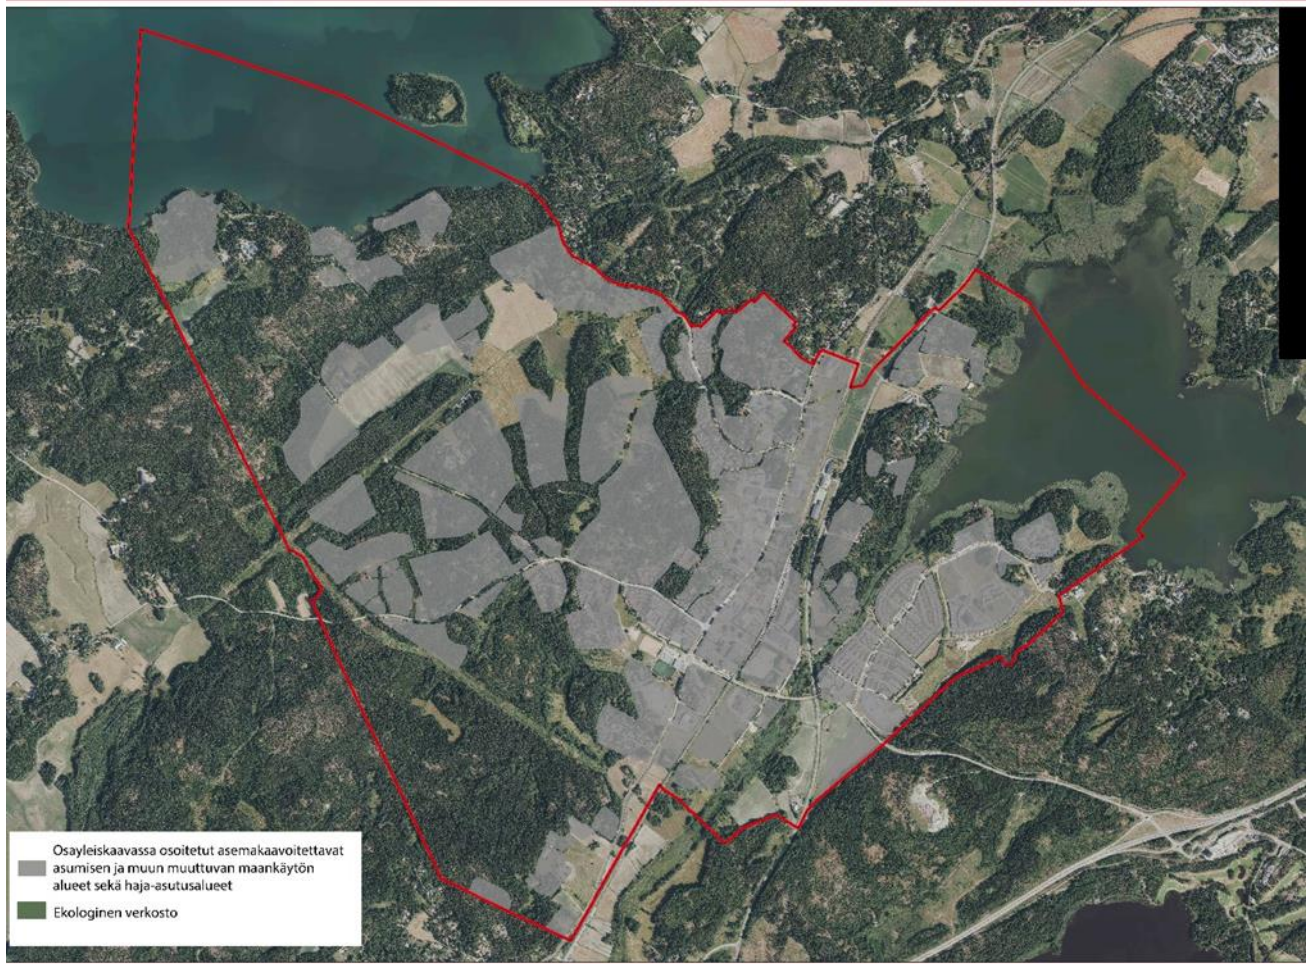 Osayleiskaavassa osoitetut asemakaavoitettavat
asumisen ja muun muuttuvan maankäytön
alueet sekä haja-asutusalueet
Ekologinen verkosto